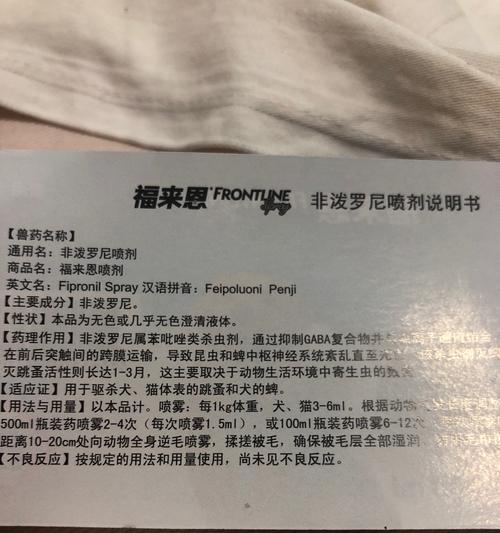 福来恩 FRONTLINE Spray 非泼罗尼喷剂说明书
【兽药名称】
通用名：非泼罗尼喷剂
商品名：福来恩喷剂
英文名：Fipronil Spray 汉语拼音：Feipoluoni Penji
【主要成分】非泼罗尼。
【性状】本品为无色或几乎无色澄清液体。
【药理作用】非泼罗尼属苯吡唑类杀虫剂，通过抑制GABA复合物并
在前后突触间的跨膜运输，导致昆虫和蜱中枢神经系统紊乱直至死
灭跳蚤活性则长达1-3月，这主要取决于动物生活环境中寄生虫的数
【适应证】用于驱杀犬、猫体表的跳蚤和犬的蜱。
【用法与用量】以本品计。喷雾：每1kg体重，犬、猫3-6ml。根据动物
500ml瓶装药喷雾2-4次（每次喷雾1.5ml），或100ml瓶装药喷雾6-12次
距离10-20cm处向动物全身逆毛喷雾，揉搓被毛，确保被毛层全部湿润
【不良反应】按规定的用法和用量使用，尚未见不良反应。